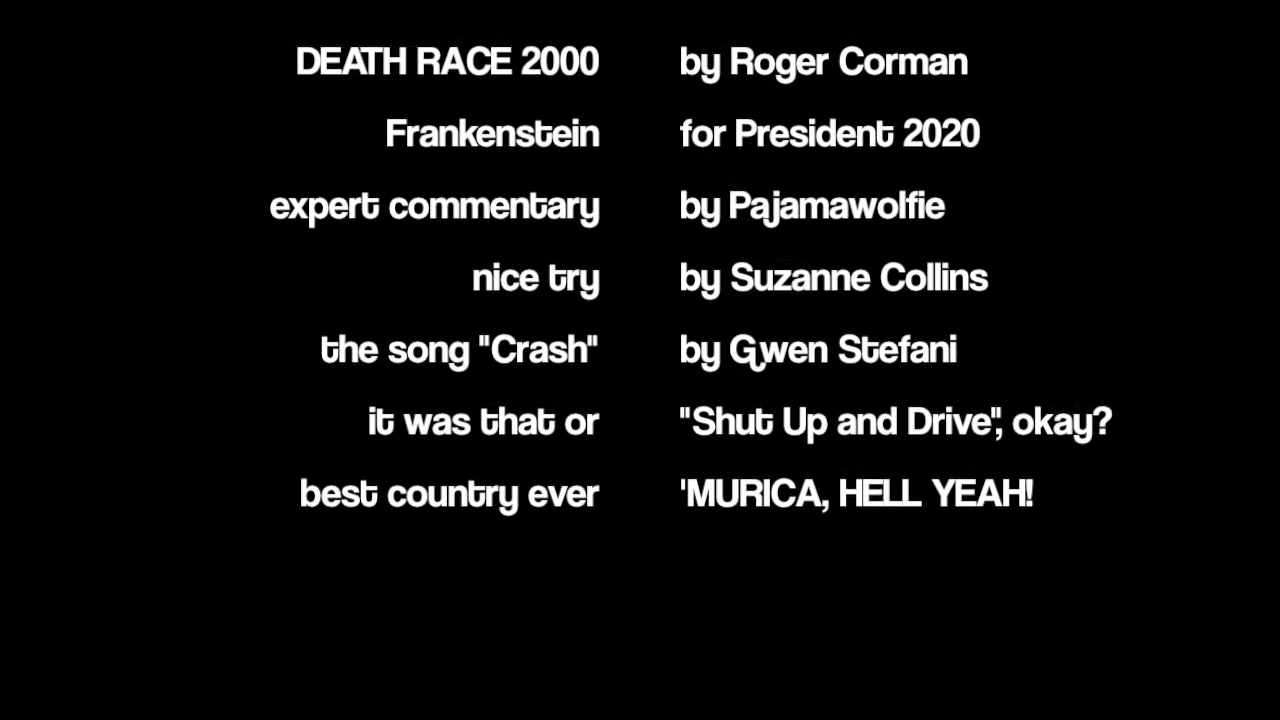 DEATH RACE 2000 by Roger Corman
Frankenstein for President 2020
expert commentary by Pajamawolfie
nice try by Suzanne Collins
the song "Crash" by Gwen Stefani
it was that or "Shut Up and Drive", okay?
best country ever 'MURICA, HELL YEAH!